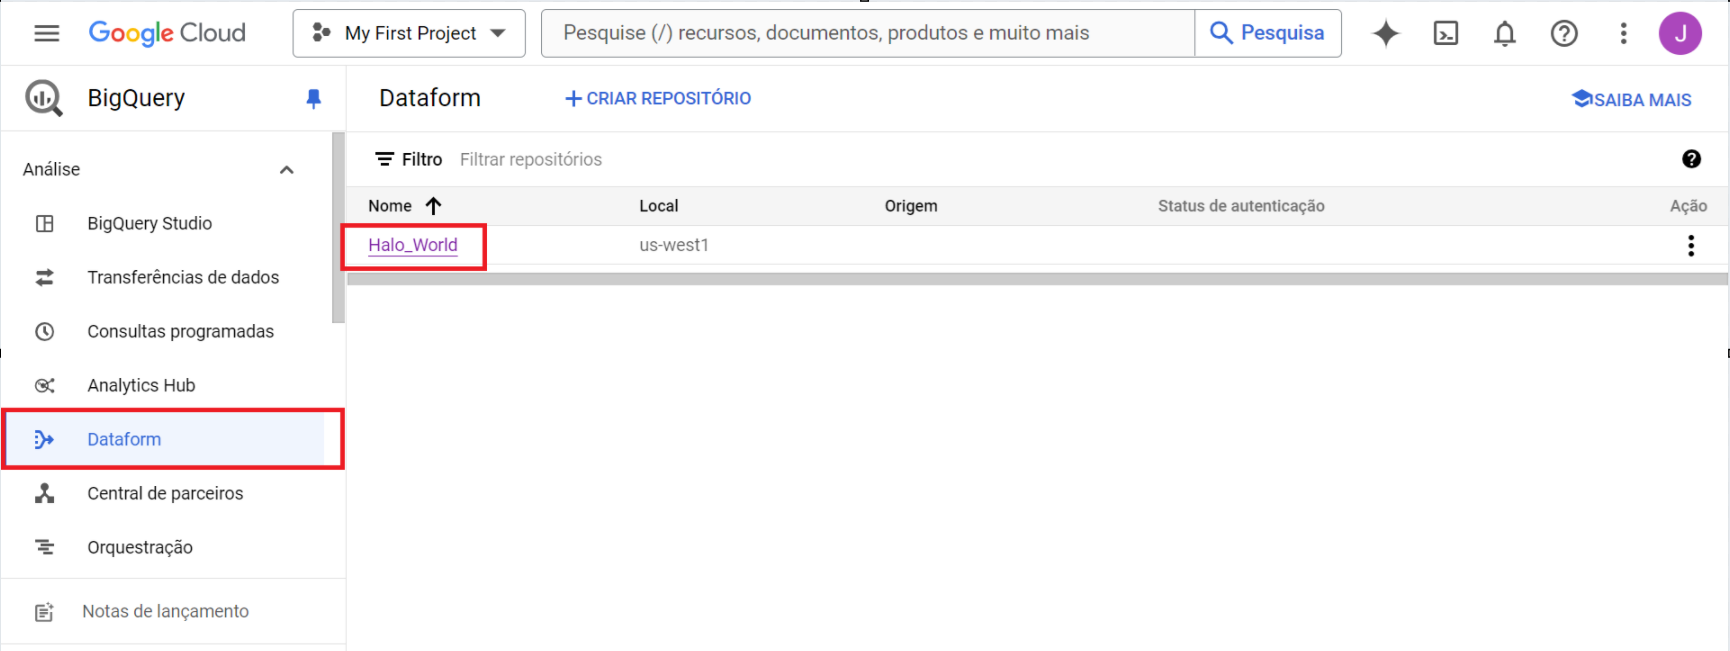 Google Cloud
My First Project
Pesquise (/) recursos, documentos, produtos e muito mais
Pesquisa
J
BigQuery
Dataform
CRIAR REPOSITÓRIO
SAIBA MAIS
Análise
BigQuery Studio
Transferências de dados
Consultas programadas
Analytics Hub
Dataform
Central de parceiros
Orquestração
Notas de lançamento
Filtro Filtrar repositórios
Nome Local Origem Status de autenticação Ação
Halo_World us-west1